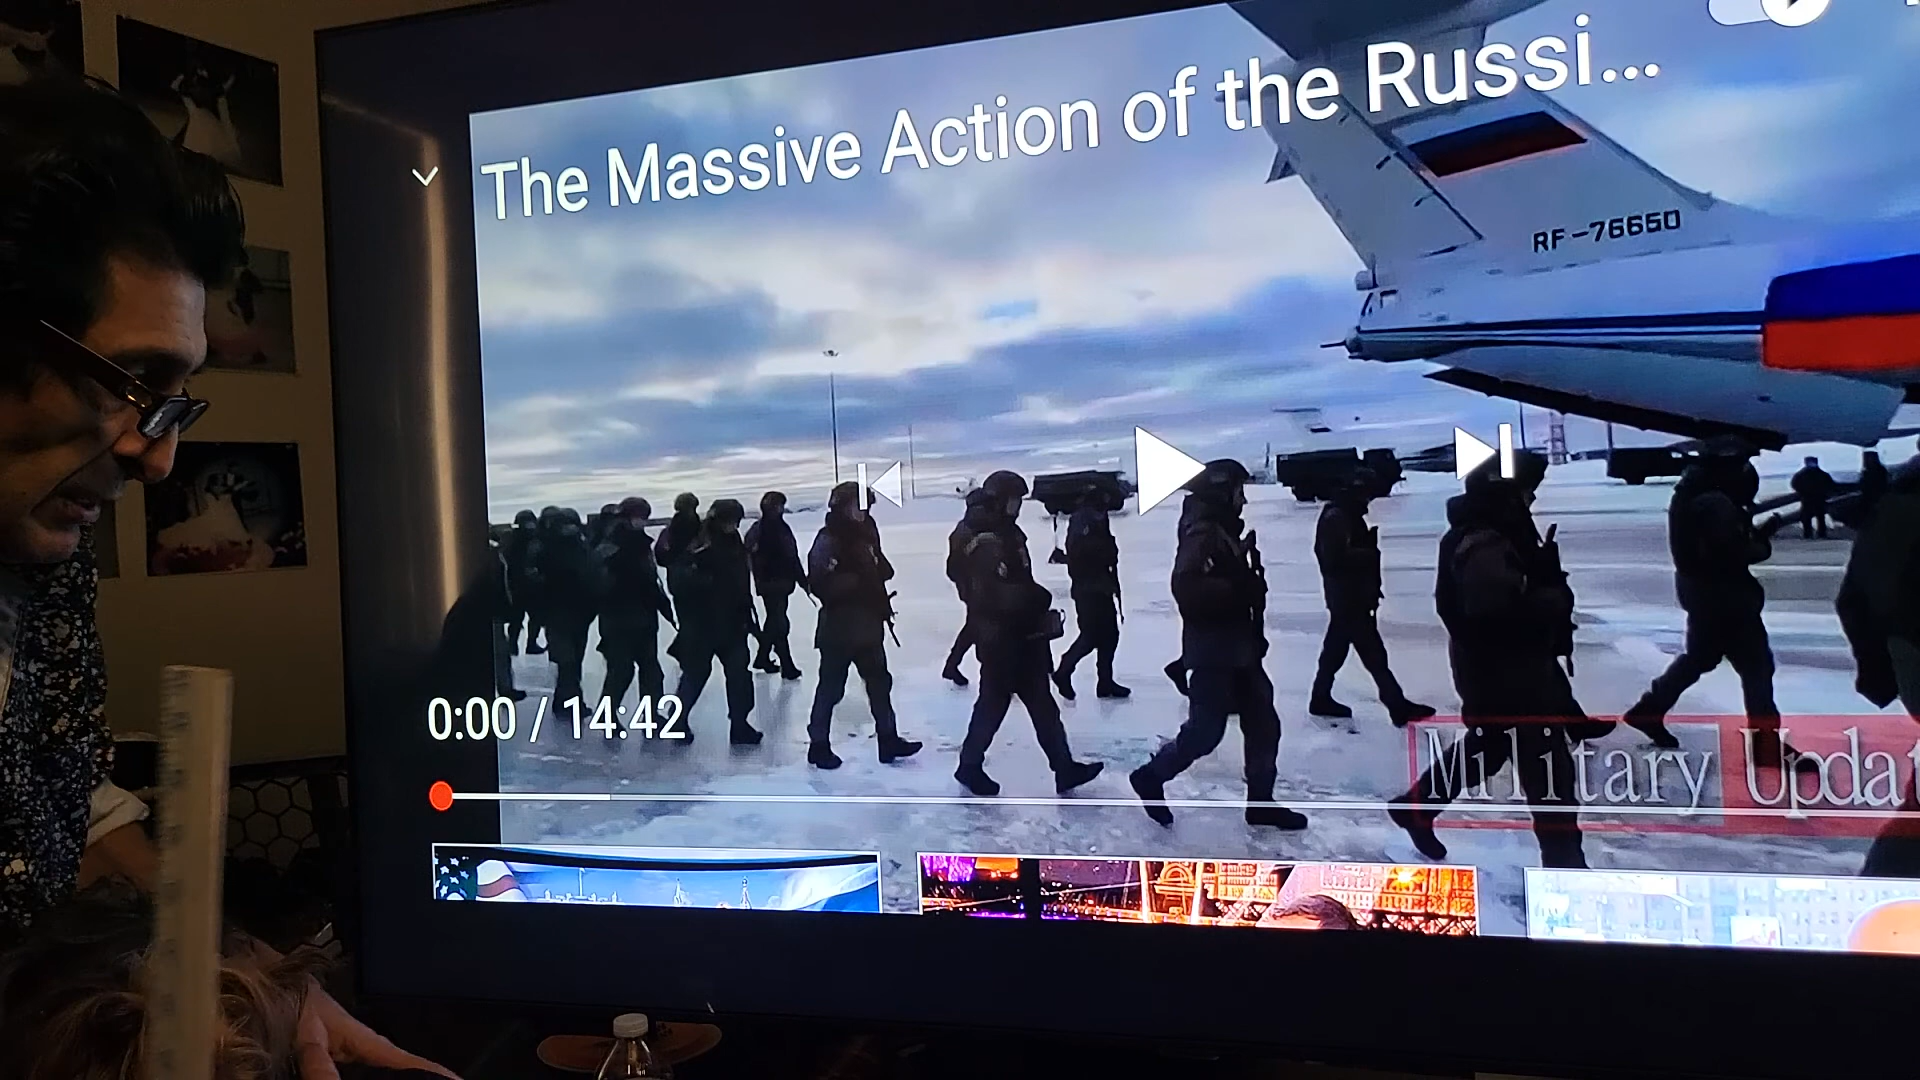 The Massive Action of the Russi...
RF-76650
0:00 / 14:42
Military Updat